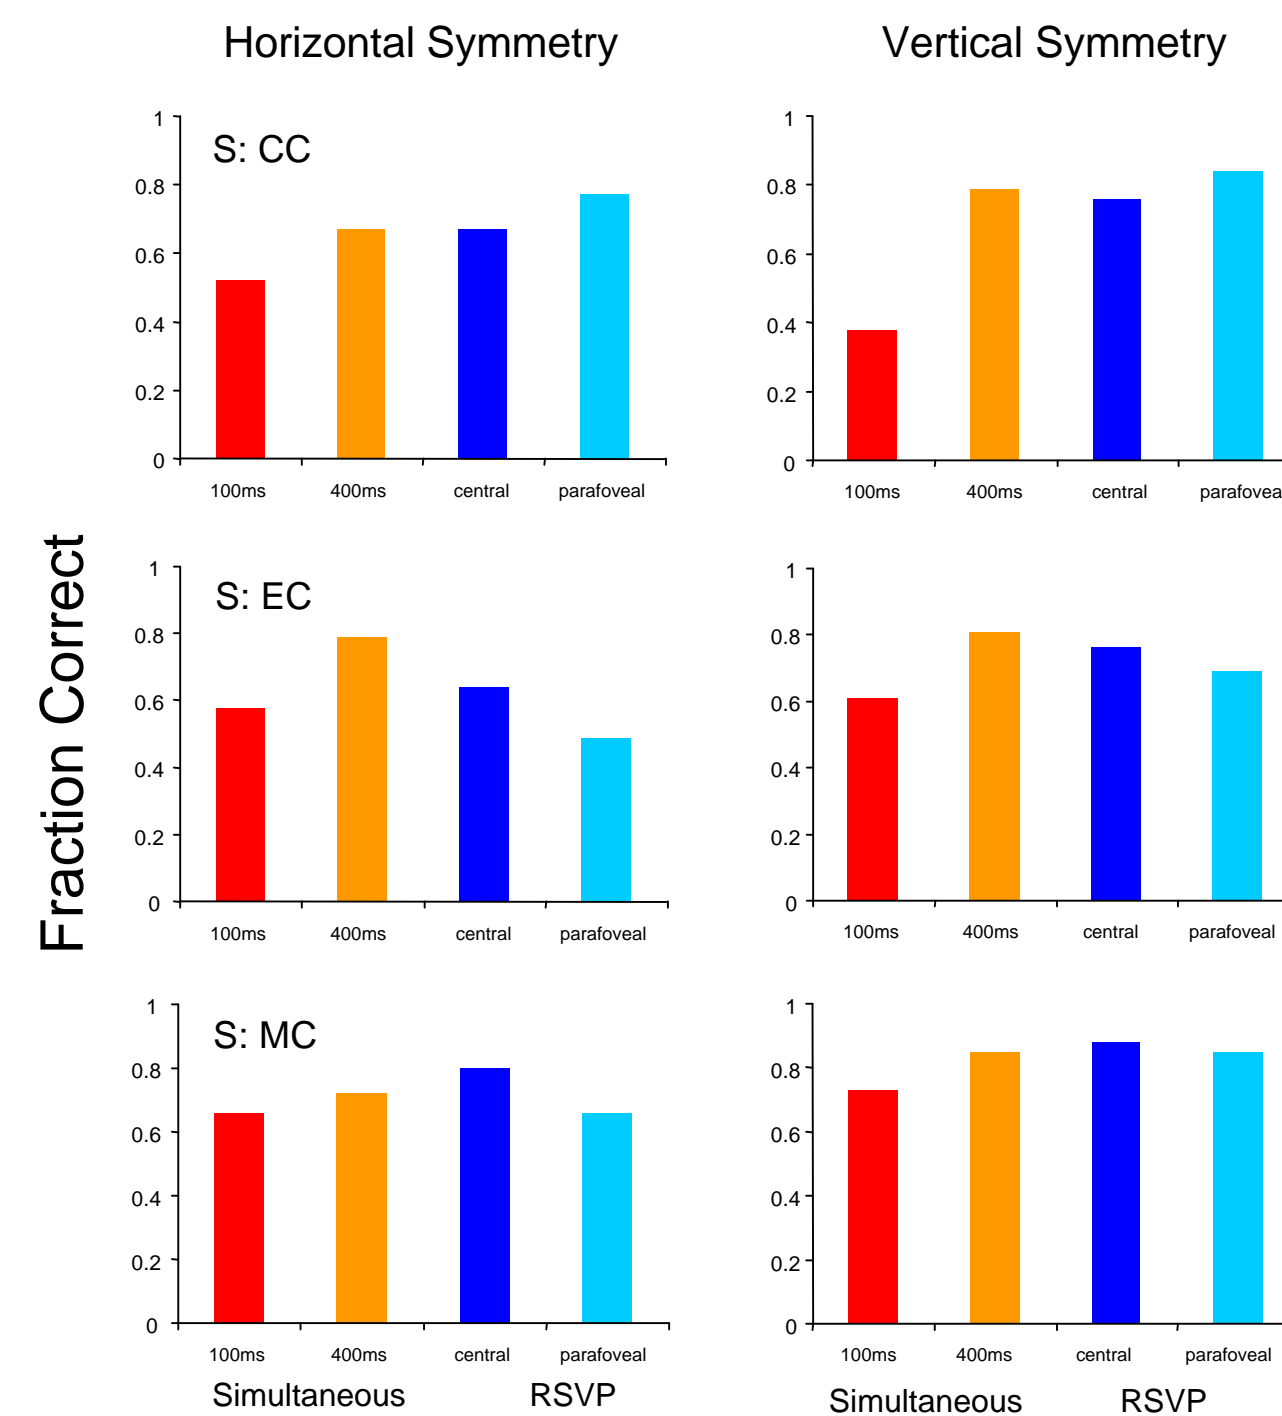 Horizontal Symmetry
Vertical Symmetry
S: CC
1
0.8
0.6
0.4
0.2
0
100ms 400ms central parafoveal
1
0.8
0.6
0.4
0.2
0
100ms 400ms central parafovea
Fraction Correct
S: EC
1
0.8
0.6
0.4
0.2
0
100ms 400ms central parafoveal
1
0.8
0.6
0.4
0.2
0
100ms 400ms central parafoveal
S: MC
1
0.8
0.6
0.4
0.2
0
100ms 400ms central parafoveal
Simultaneous RSVP
1
0.8
0.6
0.4
0.2
0
100ms 400ms central parafoveal
Simultaneous RSVP